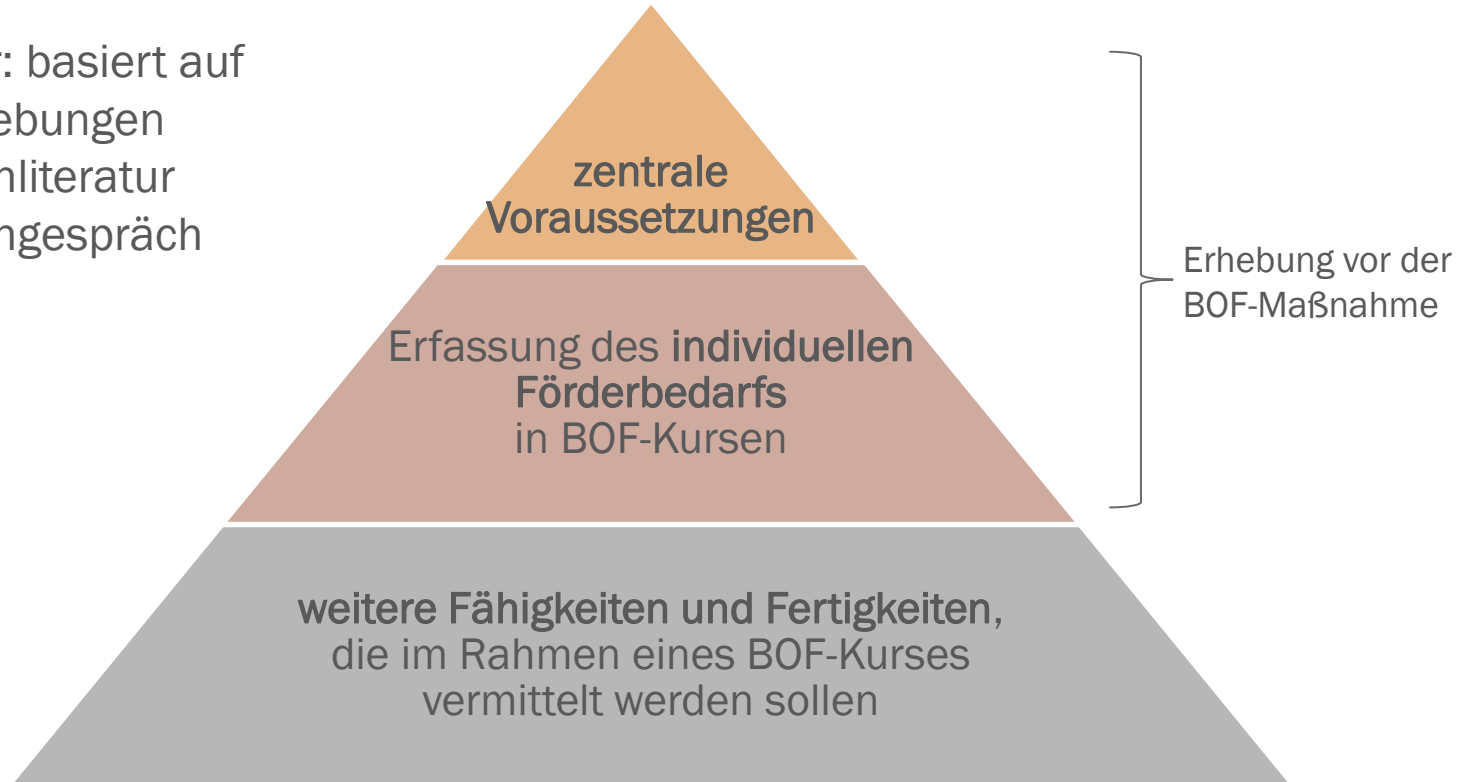 : basiert auf
ebungen
nliteratur
ngespräch
zentrale
Voraussetzungen
Erhebung vor der
BOF-Maßnahme
Erfassung des individuellen
Förderbedarfs
in BOF-Kursen
weitere Fähigkeiten und Fertigkeiten,
die im Rahmen eines BOF-Kurses
vermittelt werden sollen